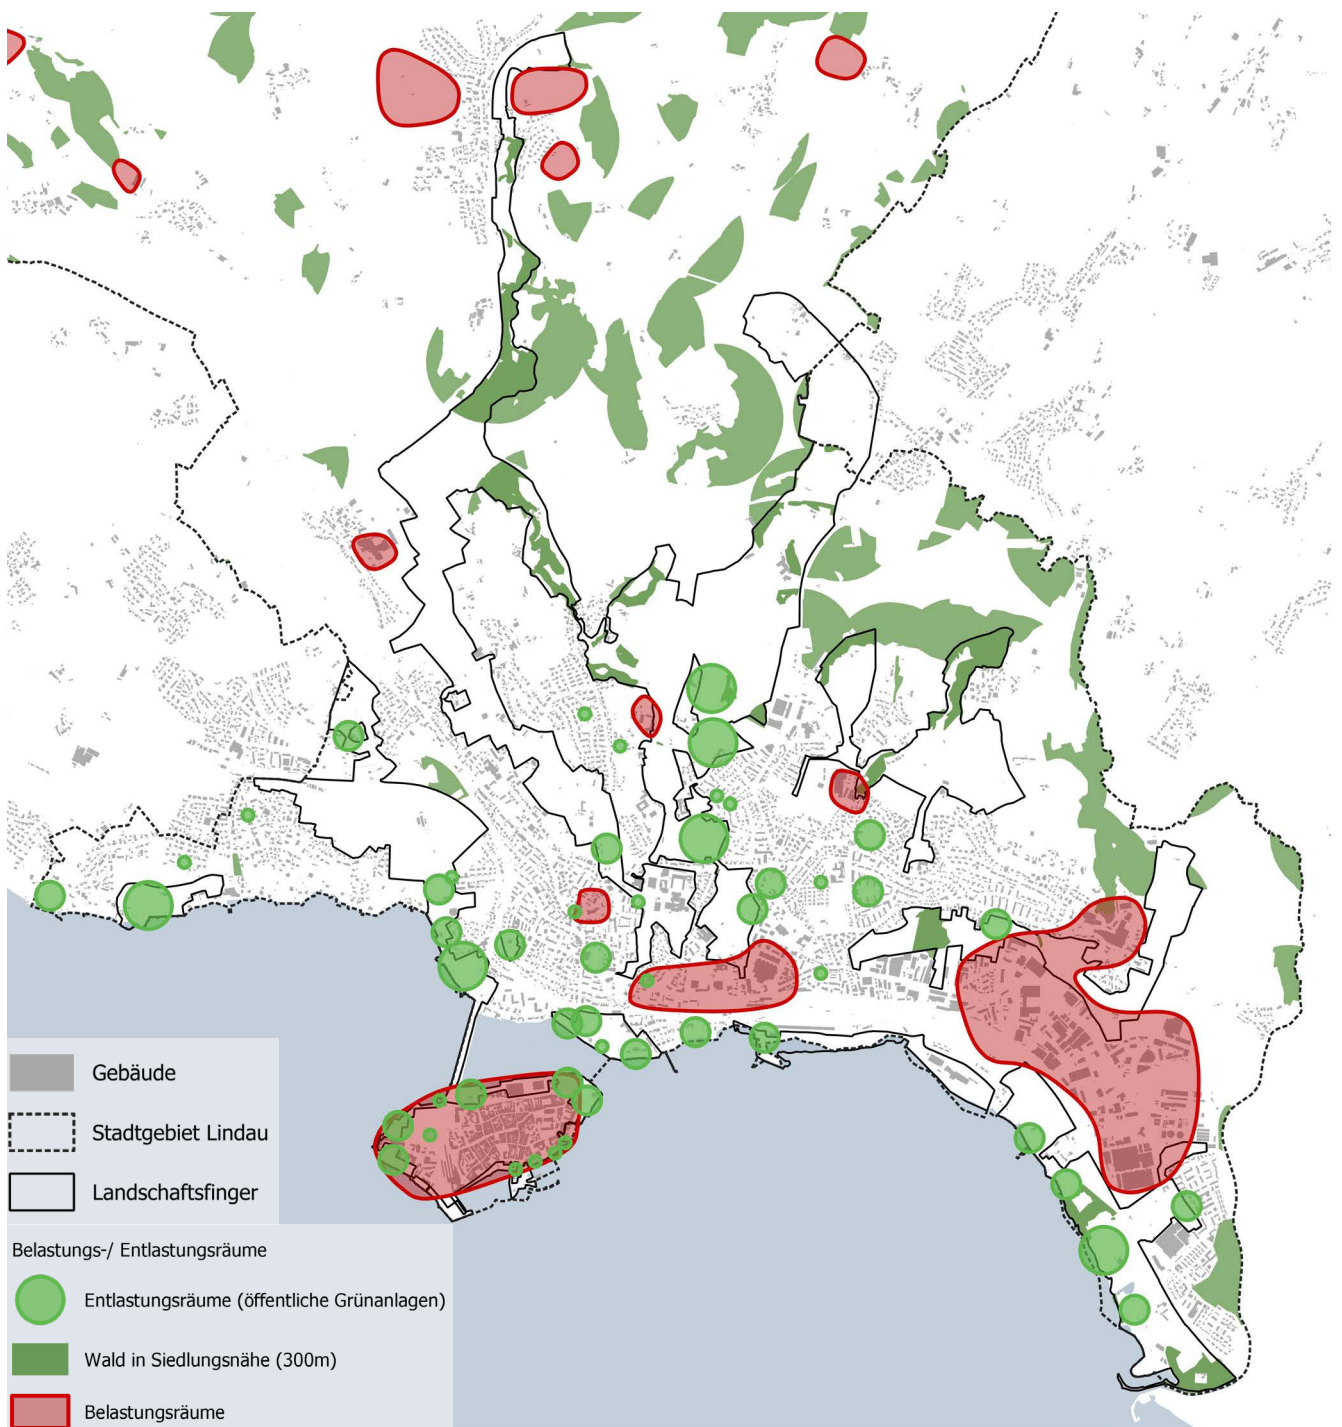 Gebäude
Stadtgebiet Lindau
Landschaftsfinger
Belastungs-/ Entlastungsräume
Entlastungsräume (öffentliche Grünanlagen)
Wald in Siedlungsnähe (300m)
Belastungsräume